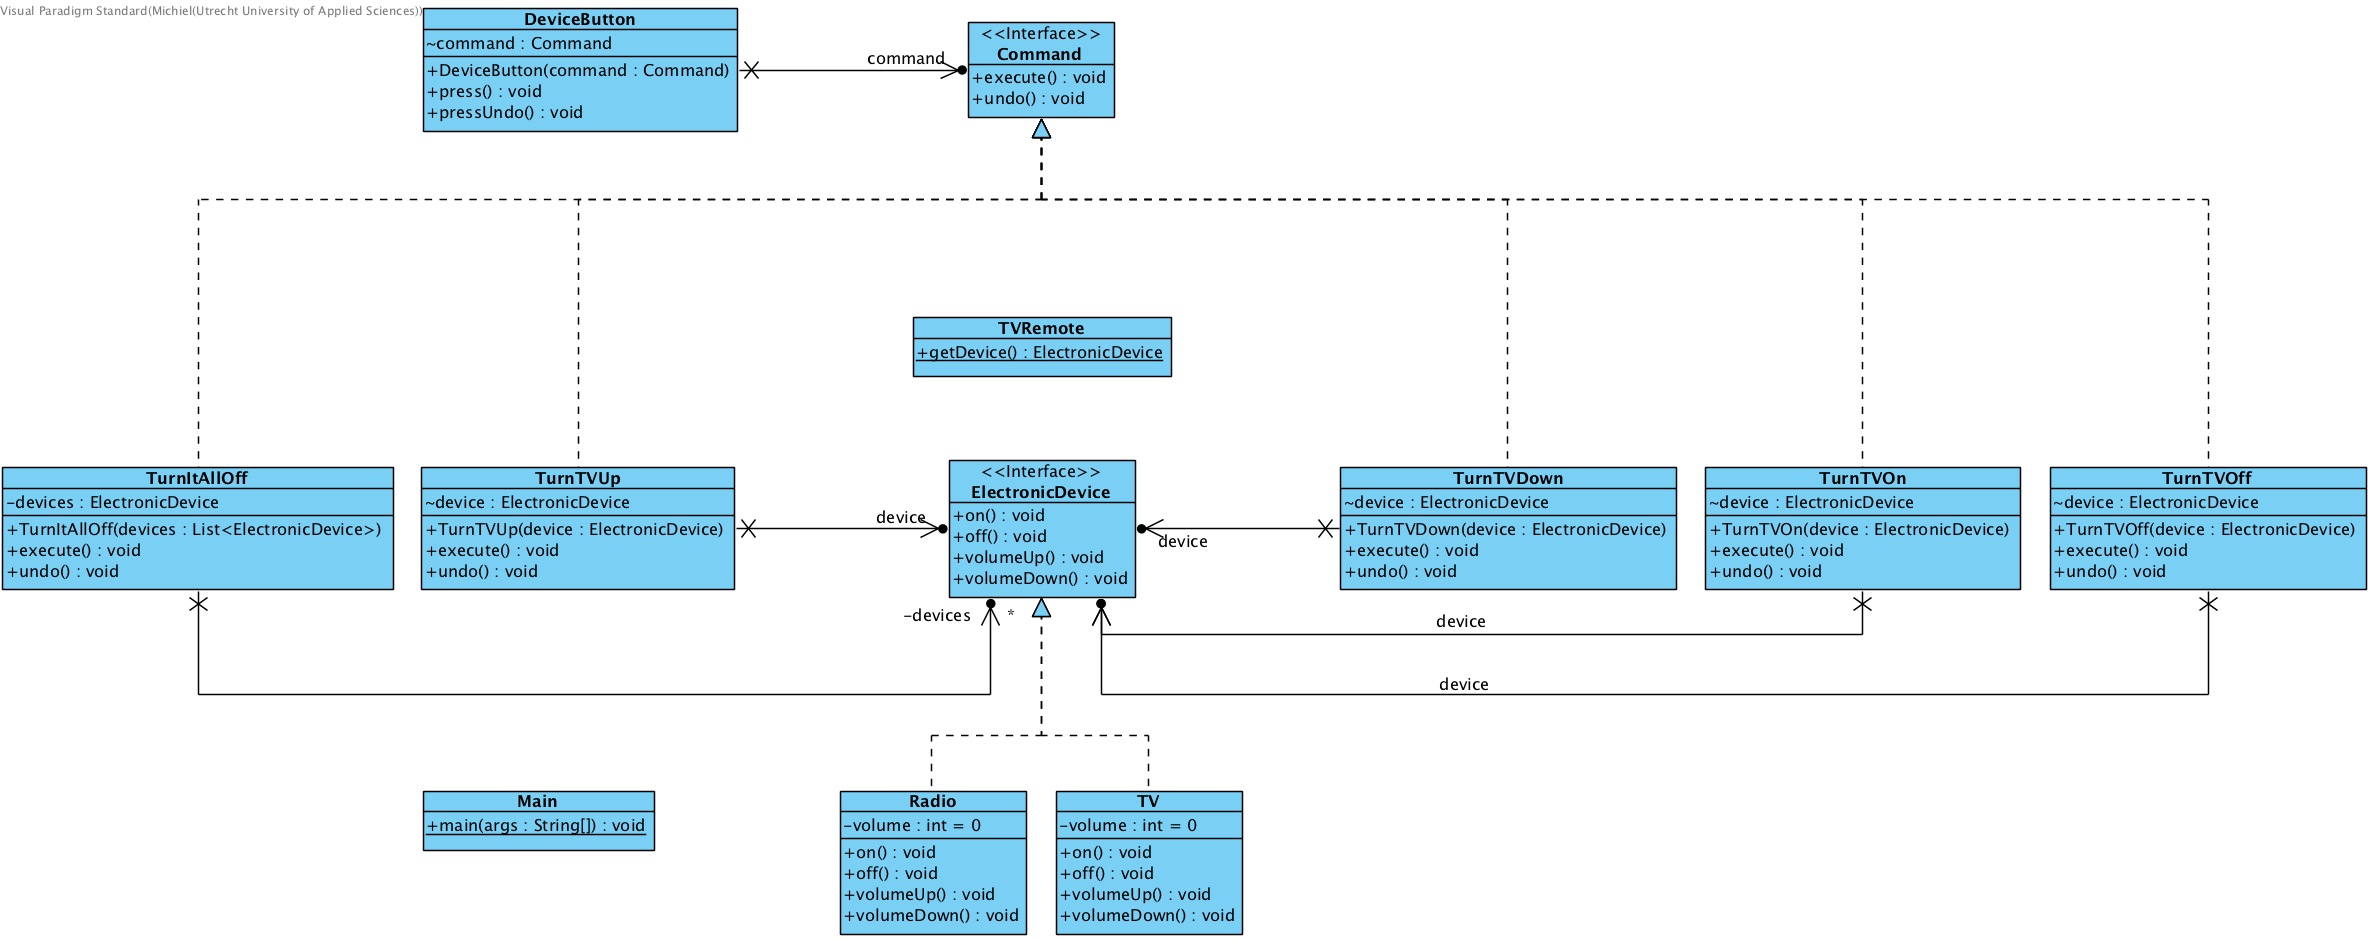 Visual Paradigm Standard(Michiel(Utrecht University of Applied Sciences))
DeviceButton
~command : Command
+DeviceButton(command : Command)
+press() : void
+pressUndo() : void
command
<<Interface>>
Command
+execute() : void
+undo() : void
TVRemote
+getDevice() : ElectronicDevice
TurnItAllOff
-devices : ElectronicDevice
+TurnItAllOff(devices : List<ElectronicDevice>)
+execute() : void
+undo() : void
TurnTVUp
~device : ElectronicDevice
+TurnTVUp(device : ElectronicDevice)
+execute() : void
+undo() : void
device
<<Interface>>
ElectronicDevice
+on() : void
+off() : void
+volumeUp() : void
+volumeDown() : void
device
TurnTVDown
~device : ElectronicDevice
+TurnTVDown(device : ElectronicDevice)
+execute() : void
+undo() : void
TurnTVOn
~device : ElectronicDevice
+TurnTVOn(device : ElectronicDevice)
+execute() : void
+undo() : void
TurnTVOff
~device : ElectronicDevice
+TurnTVOff(device : ElectronicDevice)
+execute() : void
+undo() : void
-devices
*
device
device
Main
+main(args : String[]) : void
Radio
-volume : int = 0
+on() : void
+off() : void
+volumeUp() : void
+volumeDown() : void
TV
-volume : int = 0
+on() : void
+off() : void
+volumeUp() : void
+volumeDown() : void